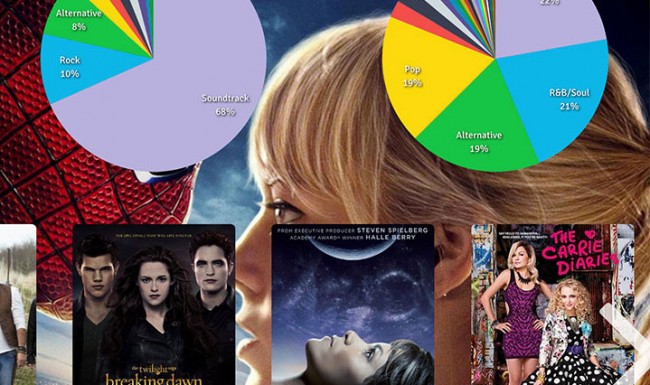 22%
Alternative
8%
Rock
10%
Soundtrack
68%
Pop
19%
R&B/Soul
21%
Alternative
19%
FROM EXECUTIVE PRODUCER STEVEN SPIELBERG
ACADEMY AWARD® WINNER HALLE BERRY
THE
CARRIE
DIARIES
the twilight saga
breaking dawn